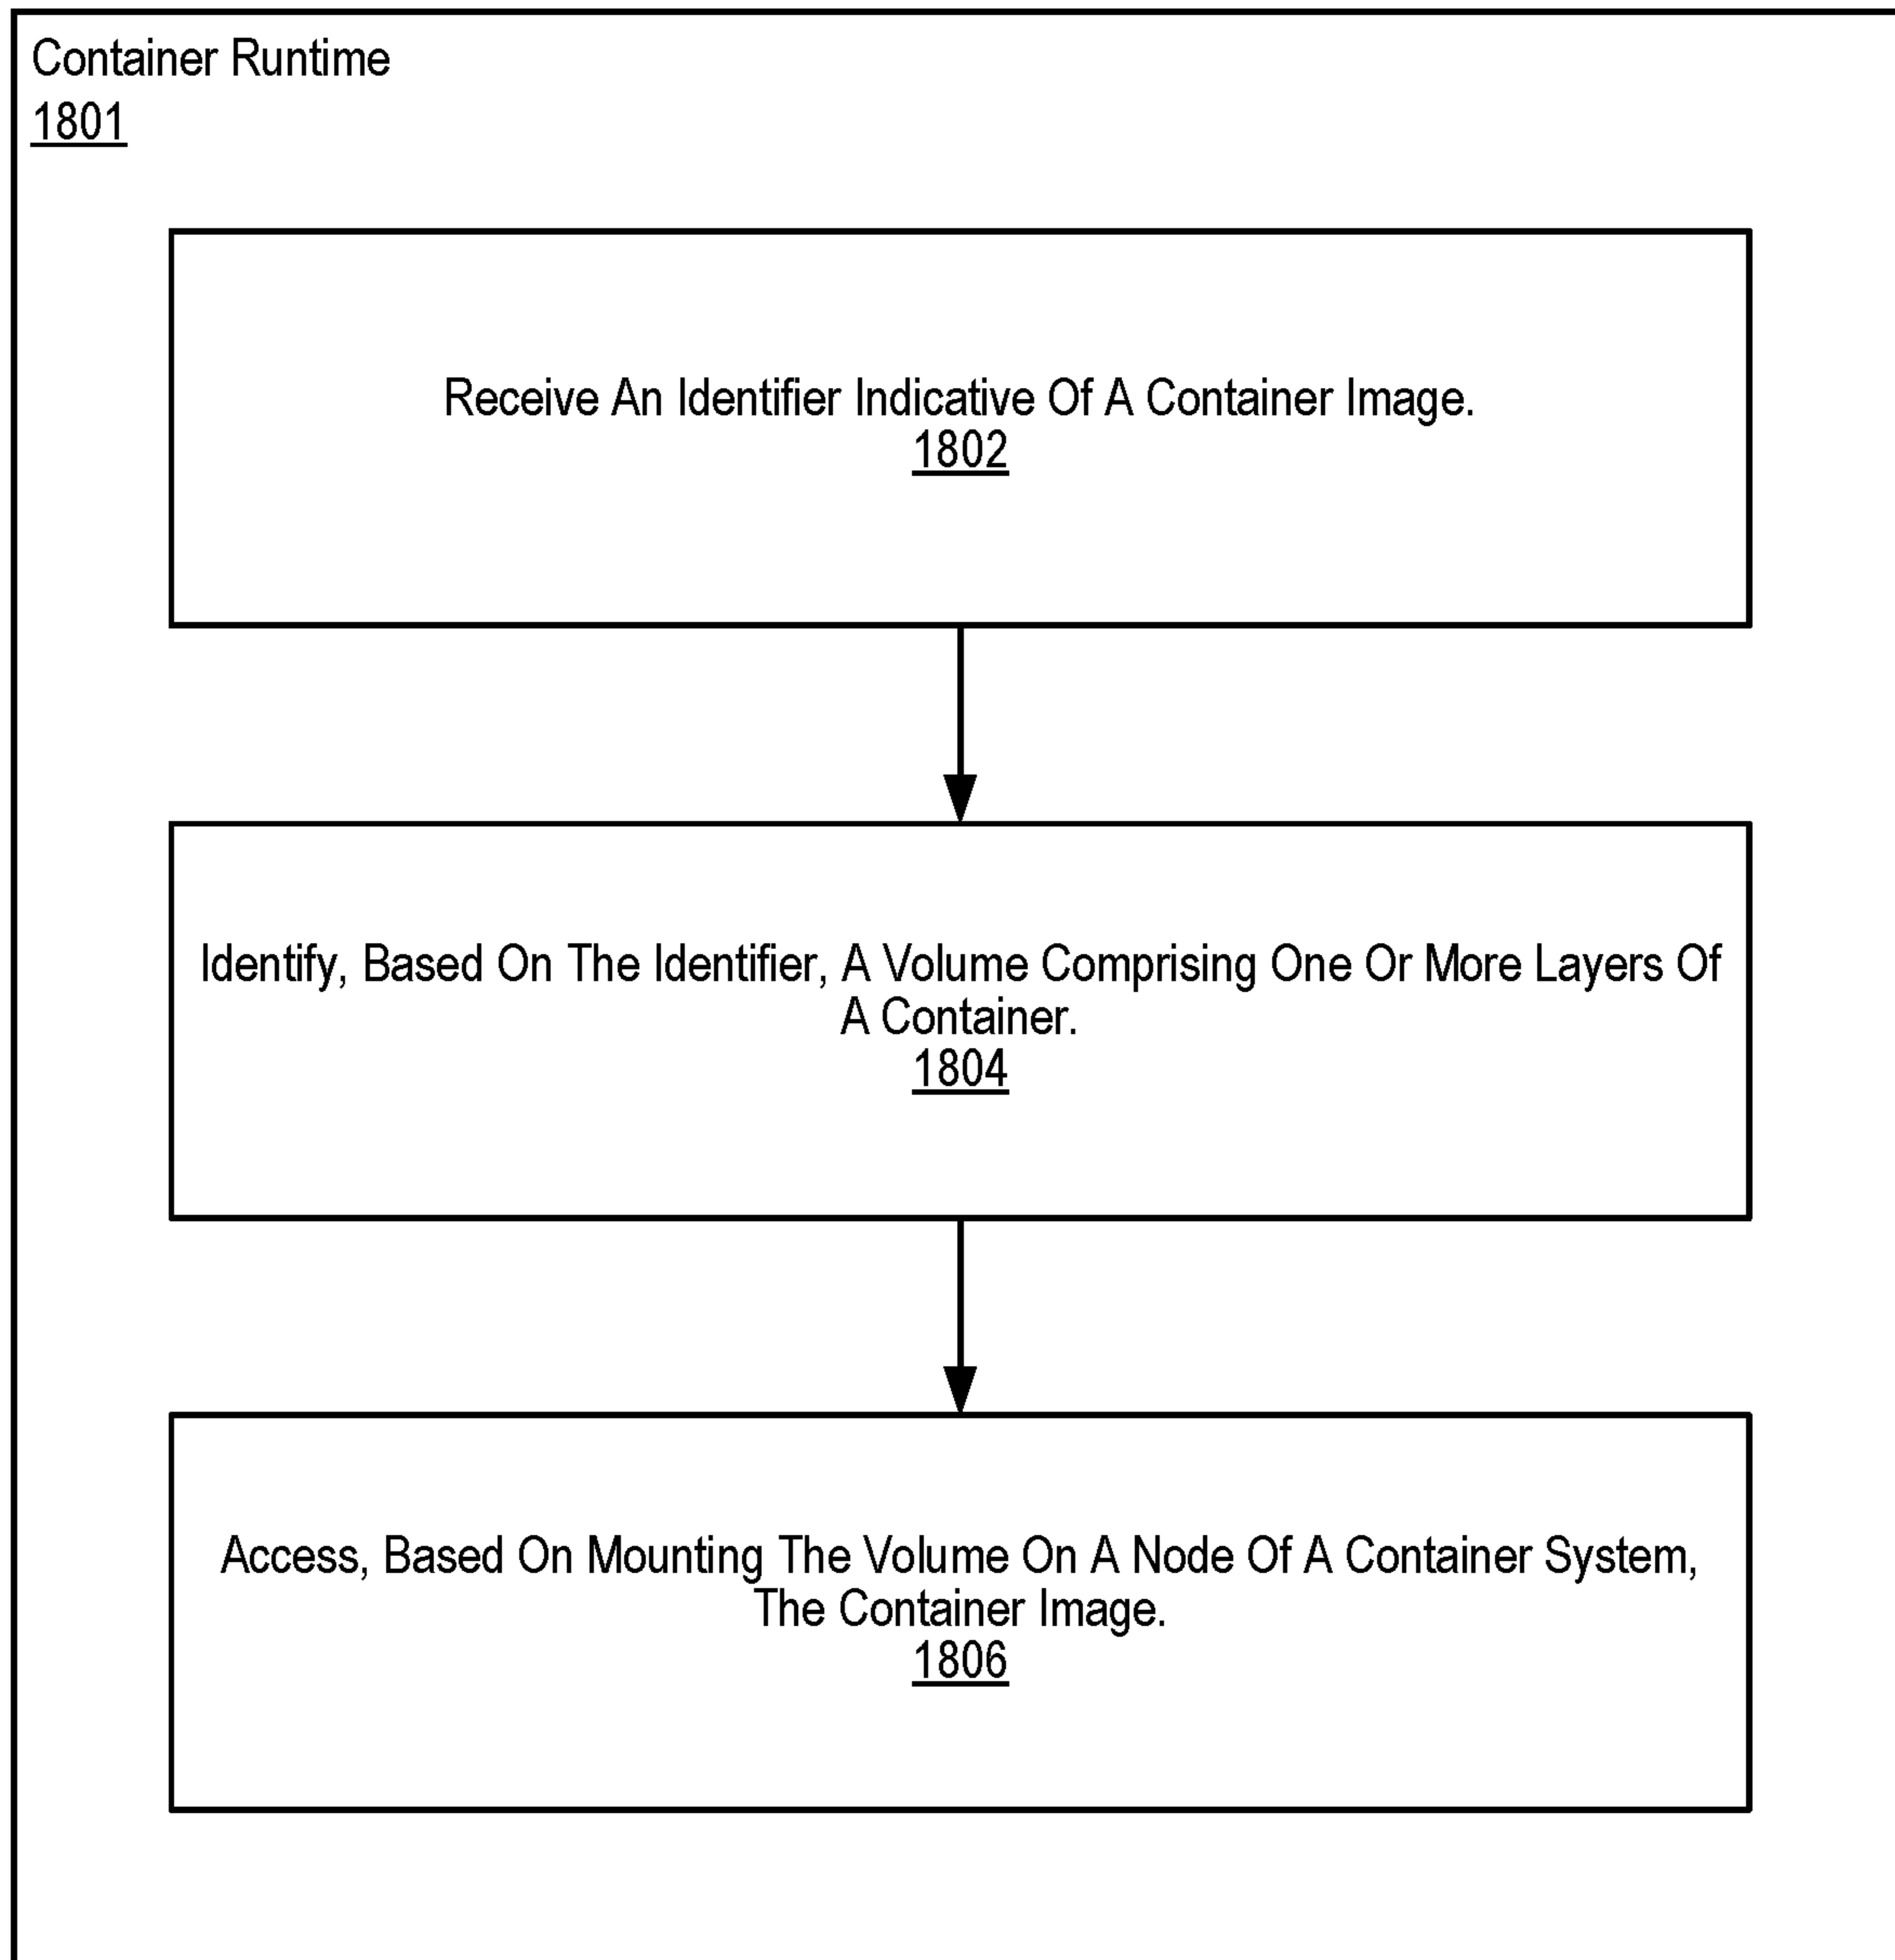 Container Runtime
1801
Receive An Identifier Indicative Of A Container Image.
1802
Identify, Based On The Identifier, A Volume Comprising One Or More Layers Of
A Container.
1804
Access, Based On Mounting The Volume On A Node Of A Container System,
The Container Image.
1806